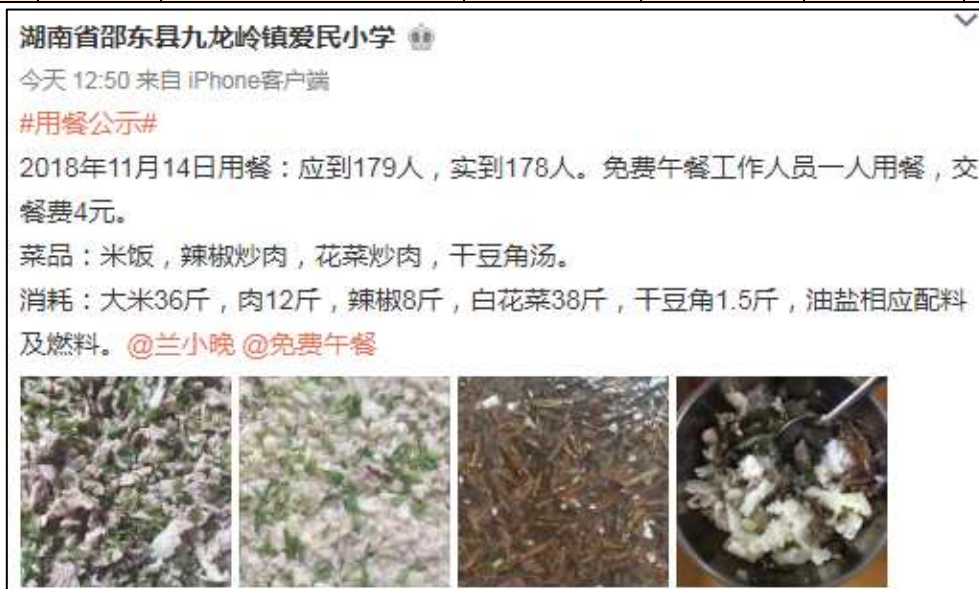 湖南省邵东县九龙岭镇爱民小学
今天 12:50 来自 iPhone客户端
#用餐公示#
2018年11月14日用餐：应到179人，实到178人。免费午餐工作人员一人用餐，交
餐费4元。
菜品：米饭，辣椒炒肉，花菜炒肉，干豆角汤。
消耗：大米36斤，肉12斤，辣椒8斤，白花菜38斤，干豆角1.5斤，油盐相应配料
及燃料。@兰小晚 @免费午餐